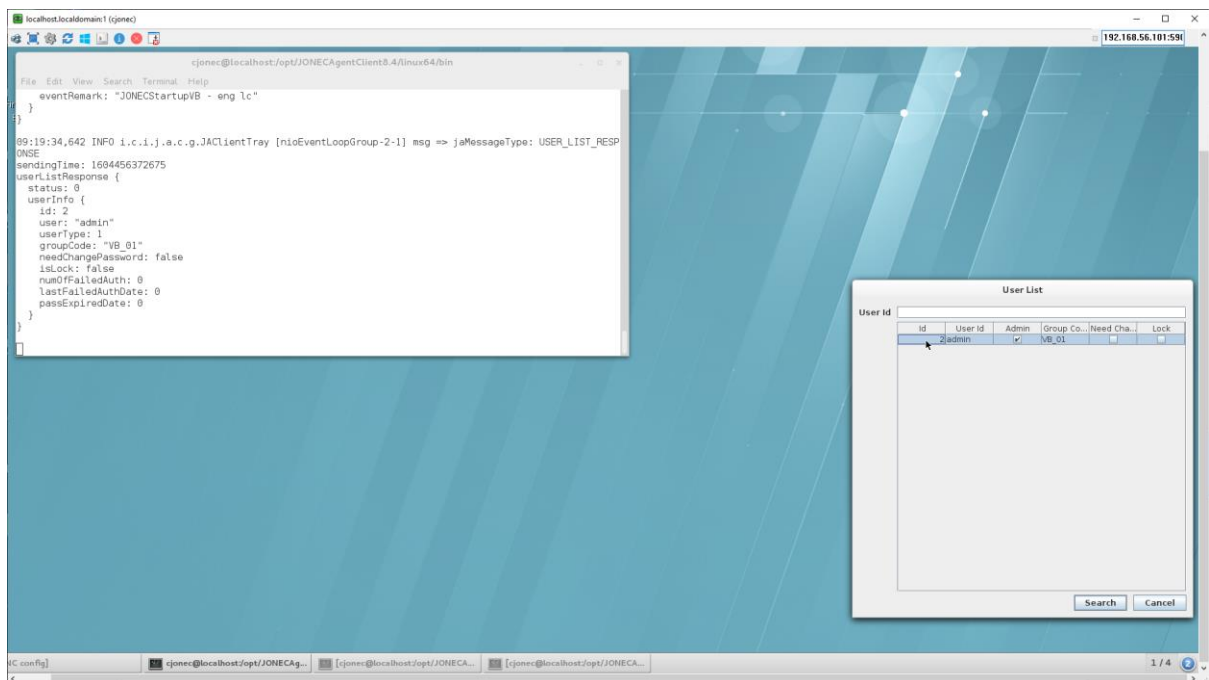 localhost.localdomain:1 (cjonec)
192.168.56.101:590
cjonec@localhost:/opt/JONECAgentClient8.4/linux64/bin
File Edit View Search Terminal Help
eventRemark: "JONECStartupVB - eng lc"
}
}
09:19:34,642 INFO i.c.i.j.a.c.g.JAClientTray [nioEventLoopGroup-2-1] msg => jaMessageType: USER_LIST_RESP
ONSE
sendingTime: 1604456372675
userListResponse {
status: 0
userInfo {
id: 2
user: "admin"
userType: 1
groupCode: "VB_01"
needChangePassword: false
isLock: false
numOfFailedAuth: 0
lastFailedAuthDate: 0
passExpiredDate: 0
}
}
User List
User Id
Id User Id Admin Group Co... Need Cha... Lock
2 admin VB_01
Search Cancel
IC config] cjonec@localhost:/opt/JONECAg... [cjonec@localhost:/opt/JONECA... [cjonec@localhost:/opt/JONECA... 1 / 4 2